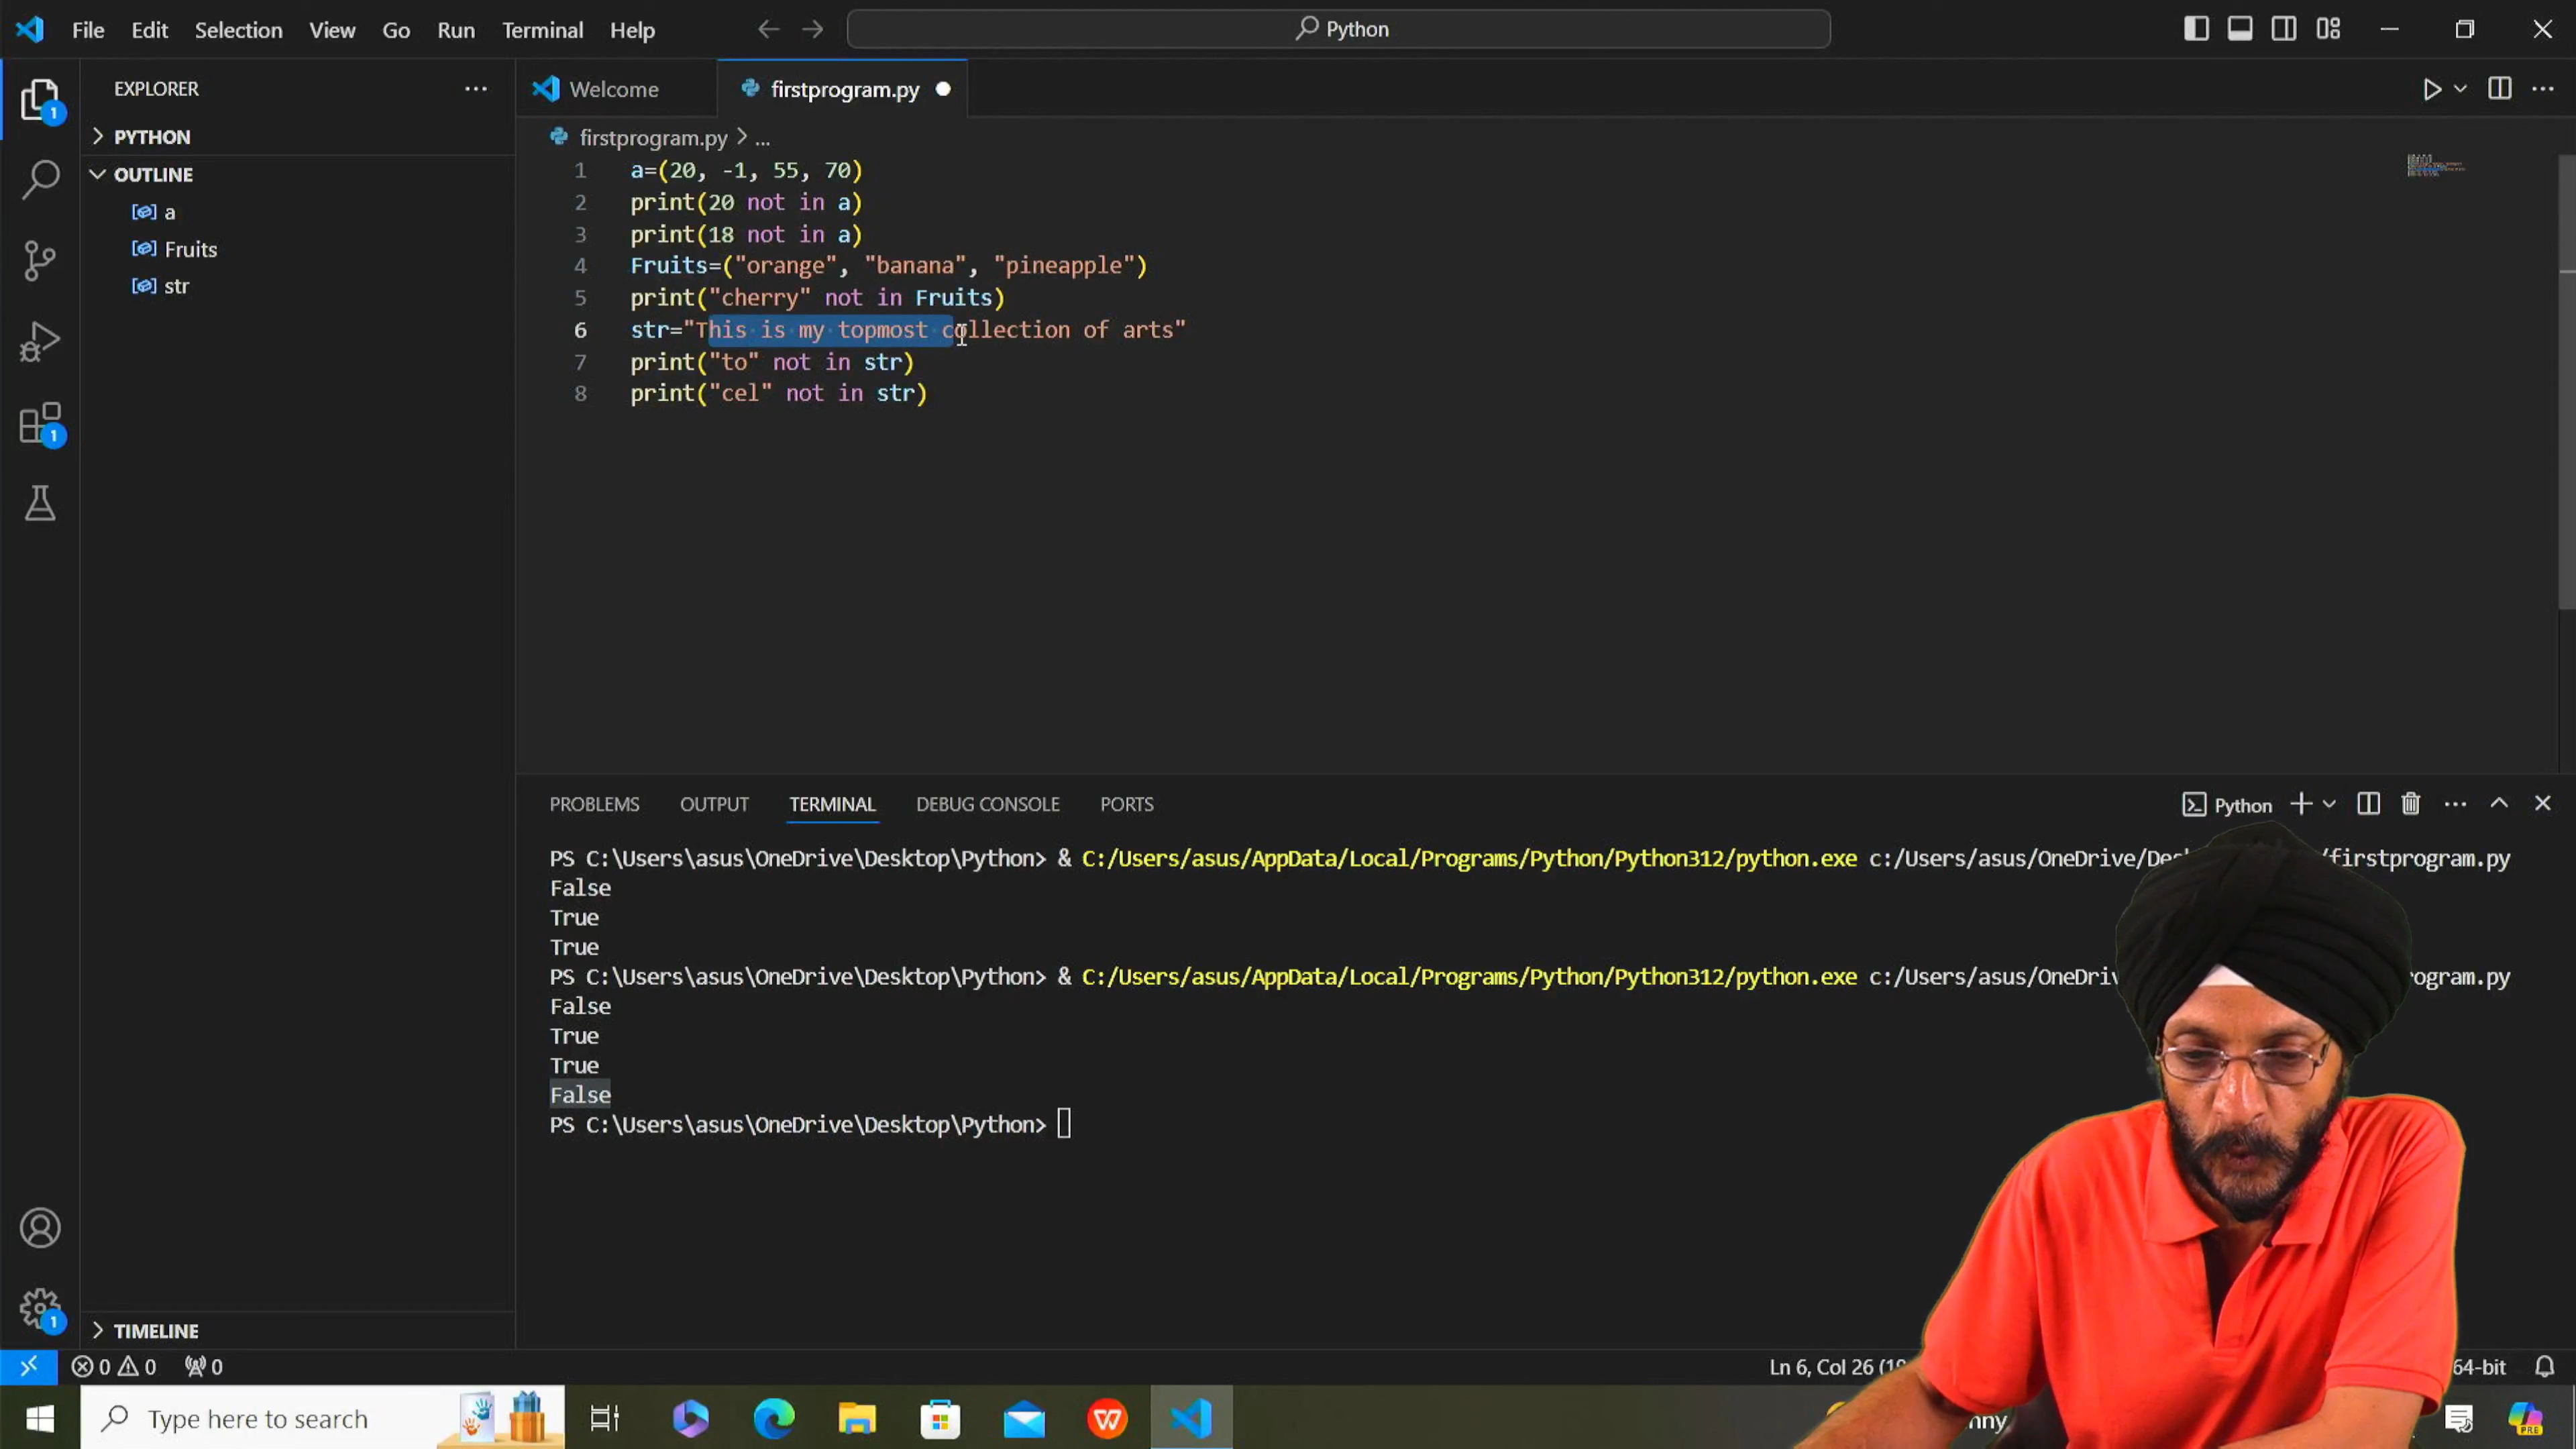 File Edit Selection View Go Run Terminal Help
Python
EXPLORER
Welcome
firstprogram.py
PYTHON
firstprogram.py > ...
OUTLINE
a
Fruits
str
1 a=(20, -1, 55, 70)
2 print(20 not in a)
3 print(18 not in a)
4 Fruits=("orange", "banana", "pineapple")
5 print("cherry" not in Fruits)
6 str="This is my topmost collection of arts"
7 print("to" not in str)
8 print("cel" not in str)
PROBLEMS OUTPUT TERMINAL DEBUG CONSOLE PORTS
Python
PS C:\Users\asus\OneDrive\Desktop\Python> & C:/Users/asus/AppData/Local/Programs/Python/Python312/python.exe c:/Users/asus/OneDrive/Des /firstprogram.py
False
True
True
PS C:\Users\asus\OneDrive\Desktop\Python> & C:/Users/asus/AppData/Local/Programs/Python/Python312/python.exe c:/Users/asus/OneDriv ogram.py
False
True
True
False
PS C:\Users\asus\OneDrive\Desktop\Python>
TIMELINE
0 0 0
Ln 6, Col 26 (19
64-bit
Type here to search
nny
PRE